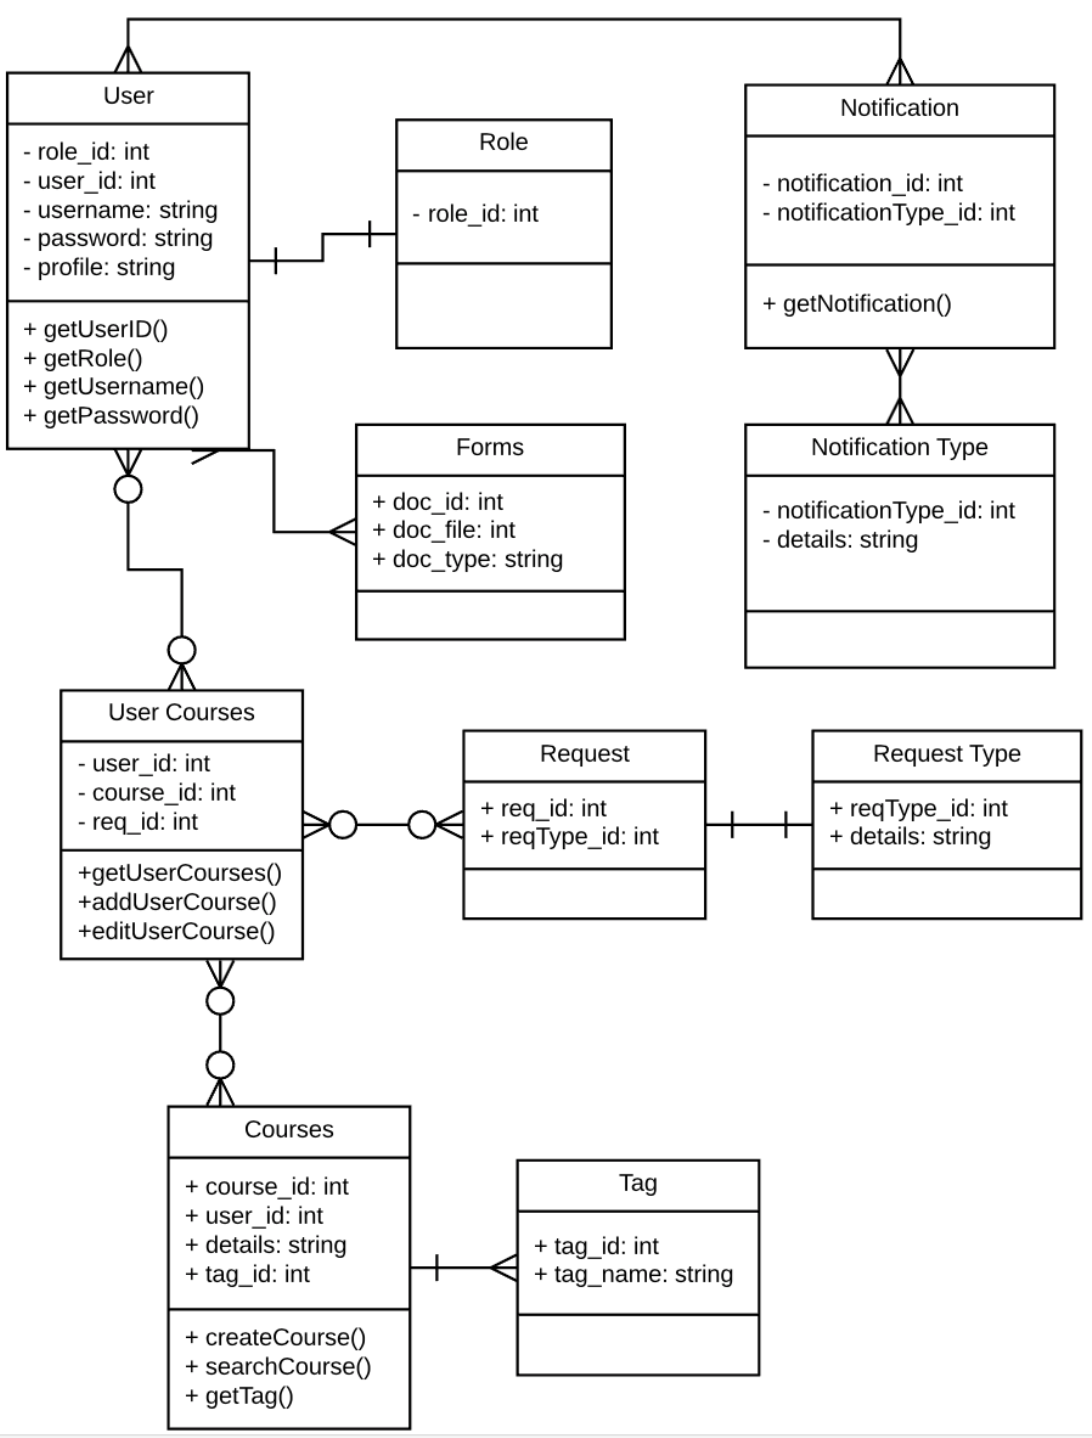 User
- role_id: int
- user_id: int
- username: string
- password: string
- profile: string
+ getUserID()
+ getRole()
+ getUsername()
+ getPassword()
Role
- role_id: int
Notification
- notification_id: int
- notificationType_id: int
+ getNotification()
Forms
+ doc_id: int
+ doc_file: int
+ doc_type: string
Notification Type
- notificationType_id: int
- details: string
User Courses
- user_id: int
- course_id: int
- req_id: int
+getUserCourses()
+addUserCourse()
+editUserCourse()
Request
+ req_id: int
+ reqType_id: int
Request Type
+ reqType_id: int
+ details: string
Courses
+ course_id: int
+ user_id: int
+ details: string
+ tag_id: int
+ createCourse()
+ searchCourse()
+ getTag()
Tag
+ tag_id: int
+ tag_name: string